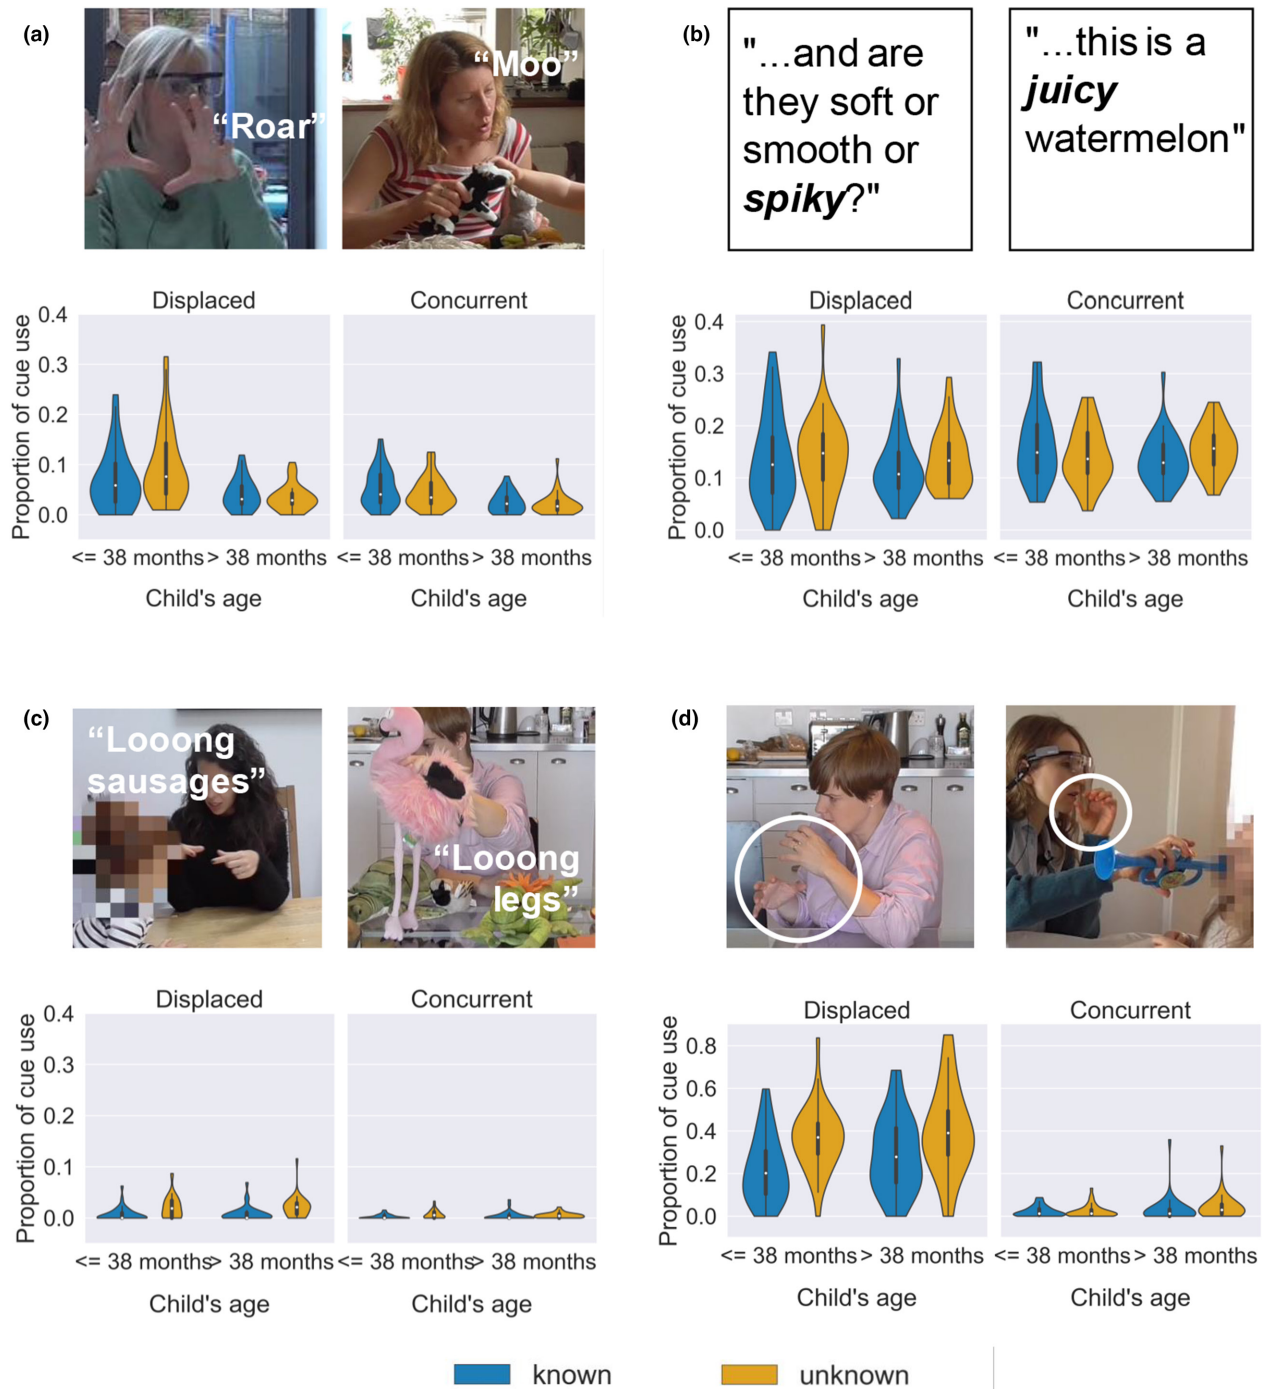 (a)
“Roar”
“Moo”
Displaced
Concurrent
Proportion of cue use
0.4
0.3
0.2
0.1
0.0
<= 38 months > 38 months
<= 38 months > 38 months
Child's age
Child's age
(b)
"...and are
they soft or
smooth or
spiky?"
"...this is a
juicy
watermelon"
Displaced
Concurrent
Proportion of cue use
0.4
0.3
0.2
0.1
0.0
<= 38 months > 38 months
<= 38 months > 38 months
Child's age
Child's age
(c)
“Looong
sausages”
“Looong
legs”
Displaced
Concurrent
Proportion of cue use
0.4
0.3
0.2
0.1
0.0
<= 38 months > 38 months
<= 38 months > 38 months
Child's age
Child's age
(d)
Displaced
Concurrent
Proportion of cue use
0.8
0.6
0.4
0.2
0.0
<= 38 months > 38 months
<= 38 months > 38 months
Child's age
Child's age
known
unknown